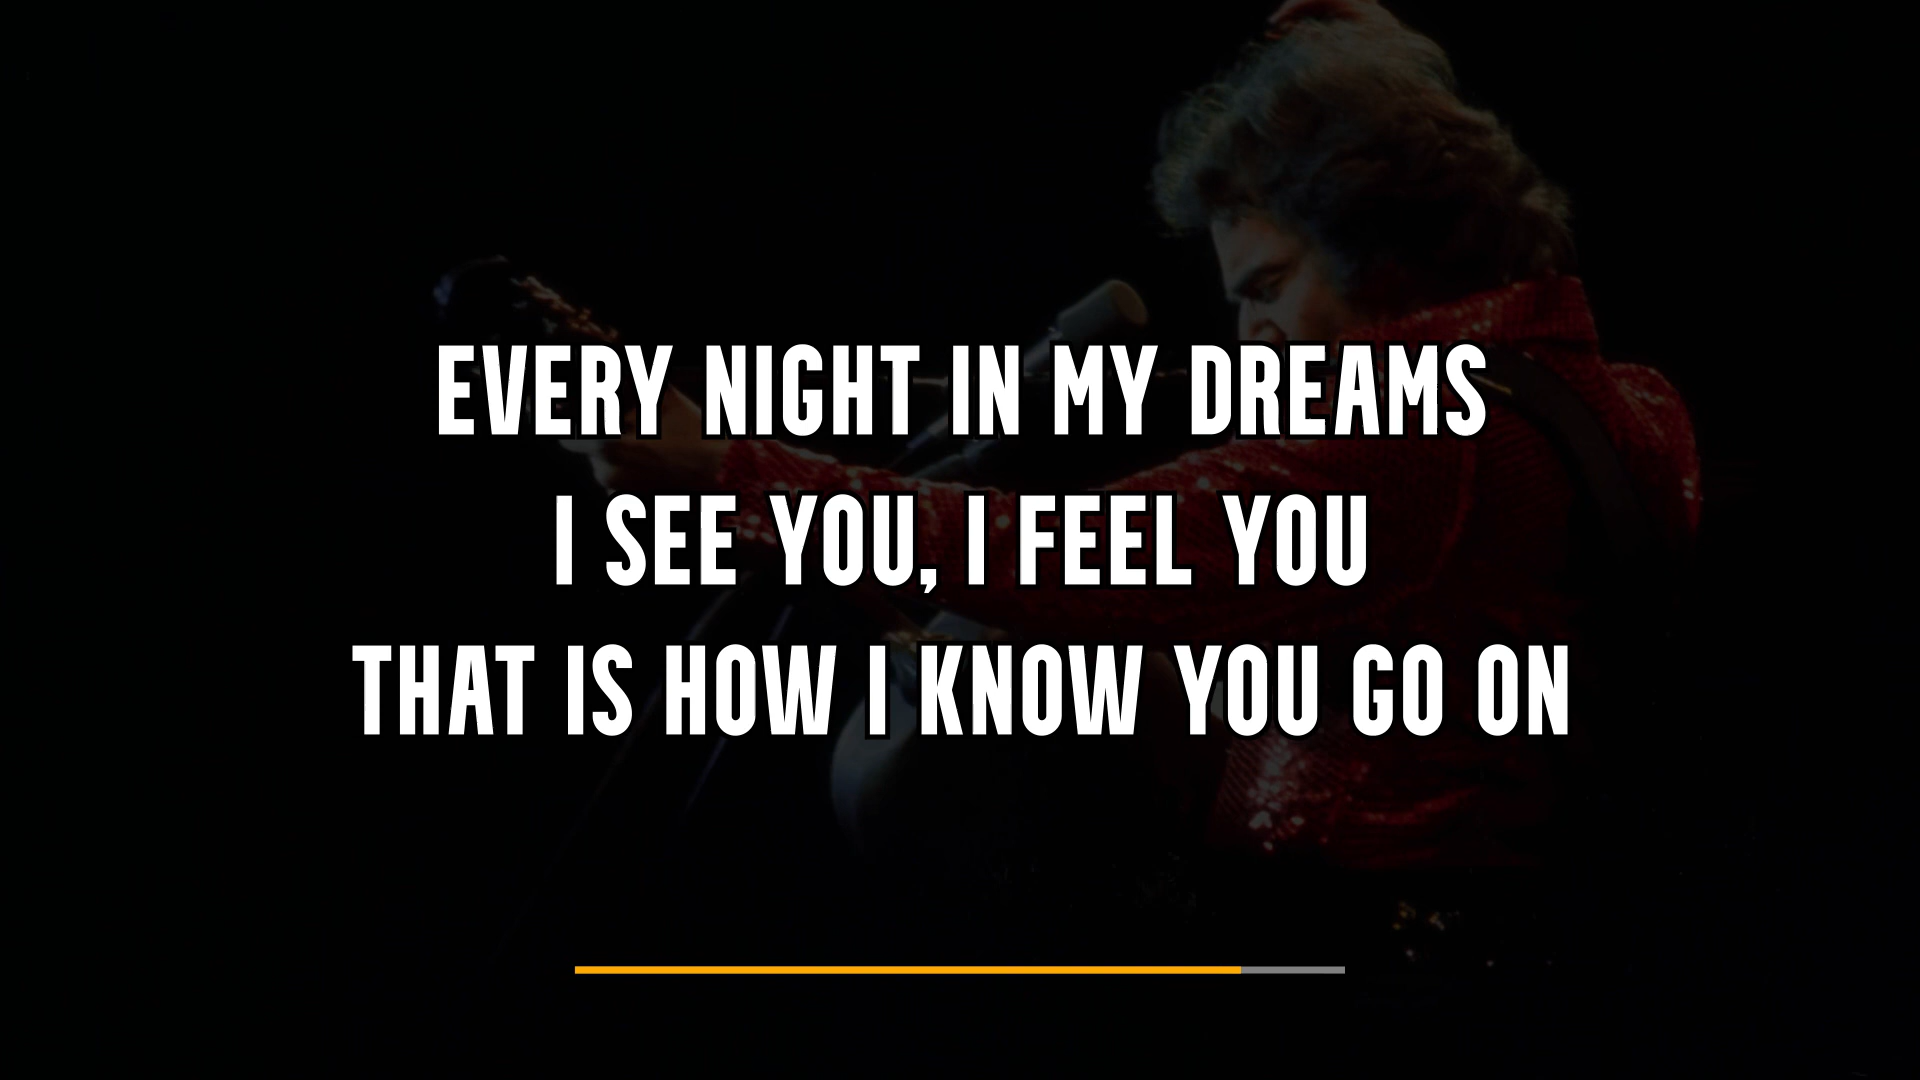 EVERY NIGHT IN MY DREAMS
I SEE YOU, I FEEL YOU
THAT IS HOW I KNOW YOU GO ON